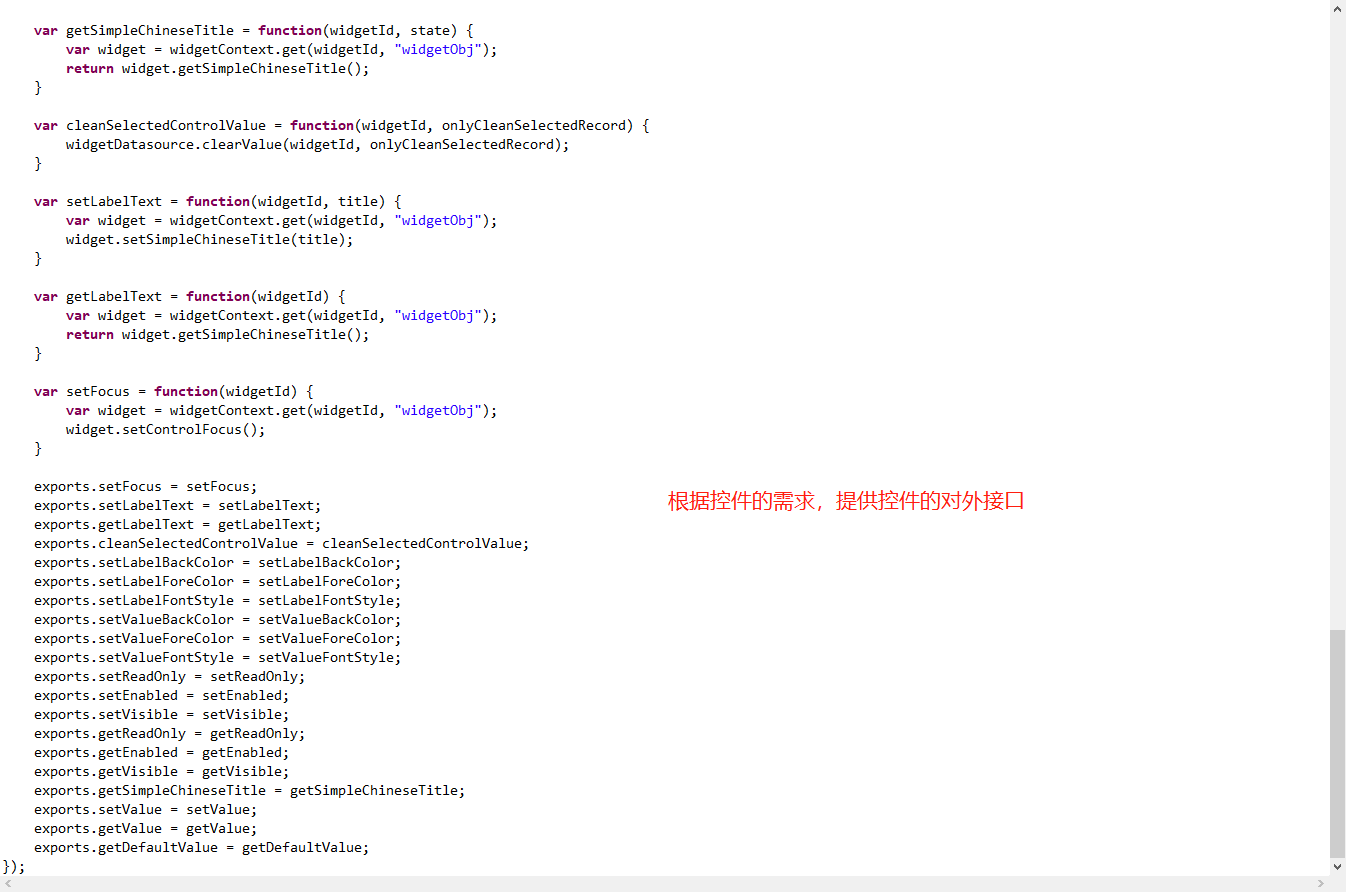 var getSimpleChineseTitle = function(widgetId, state) {
var widget = widgetContext.get(widgetId, "widgetObj");
return widget.getSimpleChineseTitle();
}
var cleanSelectedControlValue = function(widgetId, onlyCleanSelectedRecord) {
widgetDatasource.clearValue(widgetId, onlyCleanSelectedRecord);
}
var setLabelText = function(widgetId, title) {
var widget = widgetContext.get(widgetId, "widgetObj");
widget.setSimpleChineseTitle(title);
}
var getLabelText = function(widgetId) {
var widget = widgetContext.get(widgetId, "widgetObj");
return widget.getSimpleChineseTitle();
}
var setFocus = function(widgetId) {
var widget = widgetContext.get(widgetId, "widgetObj");
widget.setControlFocus();
}
exports.setFocus = setFocus;
根据控件的需求，提供控件的对外接口
exports.setLabelText = setLabelText;
exports.getLabelText = getLabelText;
exports.cleanSelectedControlValue = cleanSelectedControlValue;
exports.setLabelBackColor = setLabelBackColor;
exports.setLabelForeColor = setLabelForeColor;
exports.setLabelFontStyle = setLabelFontStyle;
exports.setValueBackColor = setValueBackColor;
exports.setValueForeColor = setValueForeColor;
exports.setValueFontStyle = setValueFontStyle;
exports.setReadOnly = setReadOnly;
exports.setEnabled = setEnabled;
exports.setVisible = setVisible;
exports.getReadOnly = getReadOnly;
exports.getEnabled = getEnabled;
exports.getVisible = getVisible;
exports.getSimpleChineseTitle = getSimpleChineseTitle;
exports.setValue = setValue;
exports.getValue = getValue;
exports.getDefaultValue = getDefaultValue;
});